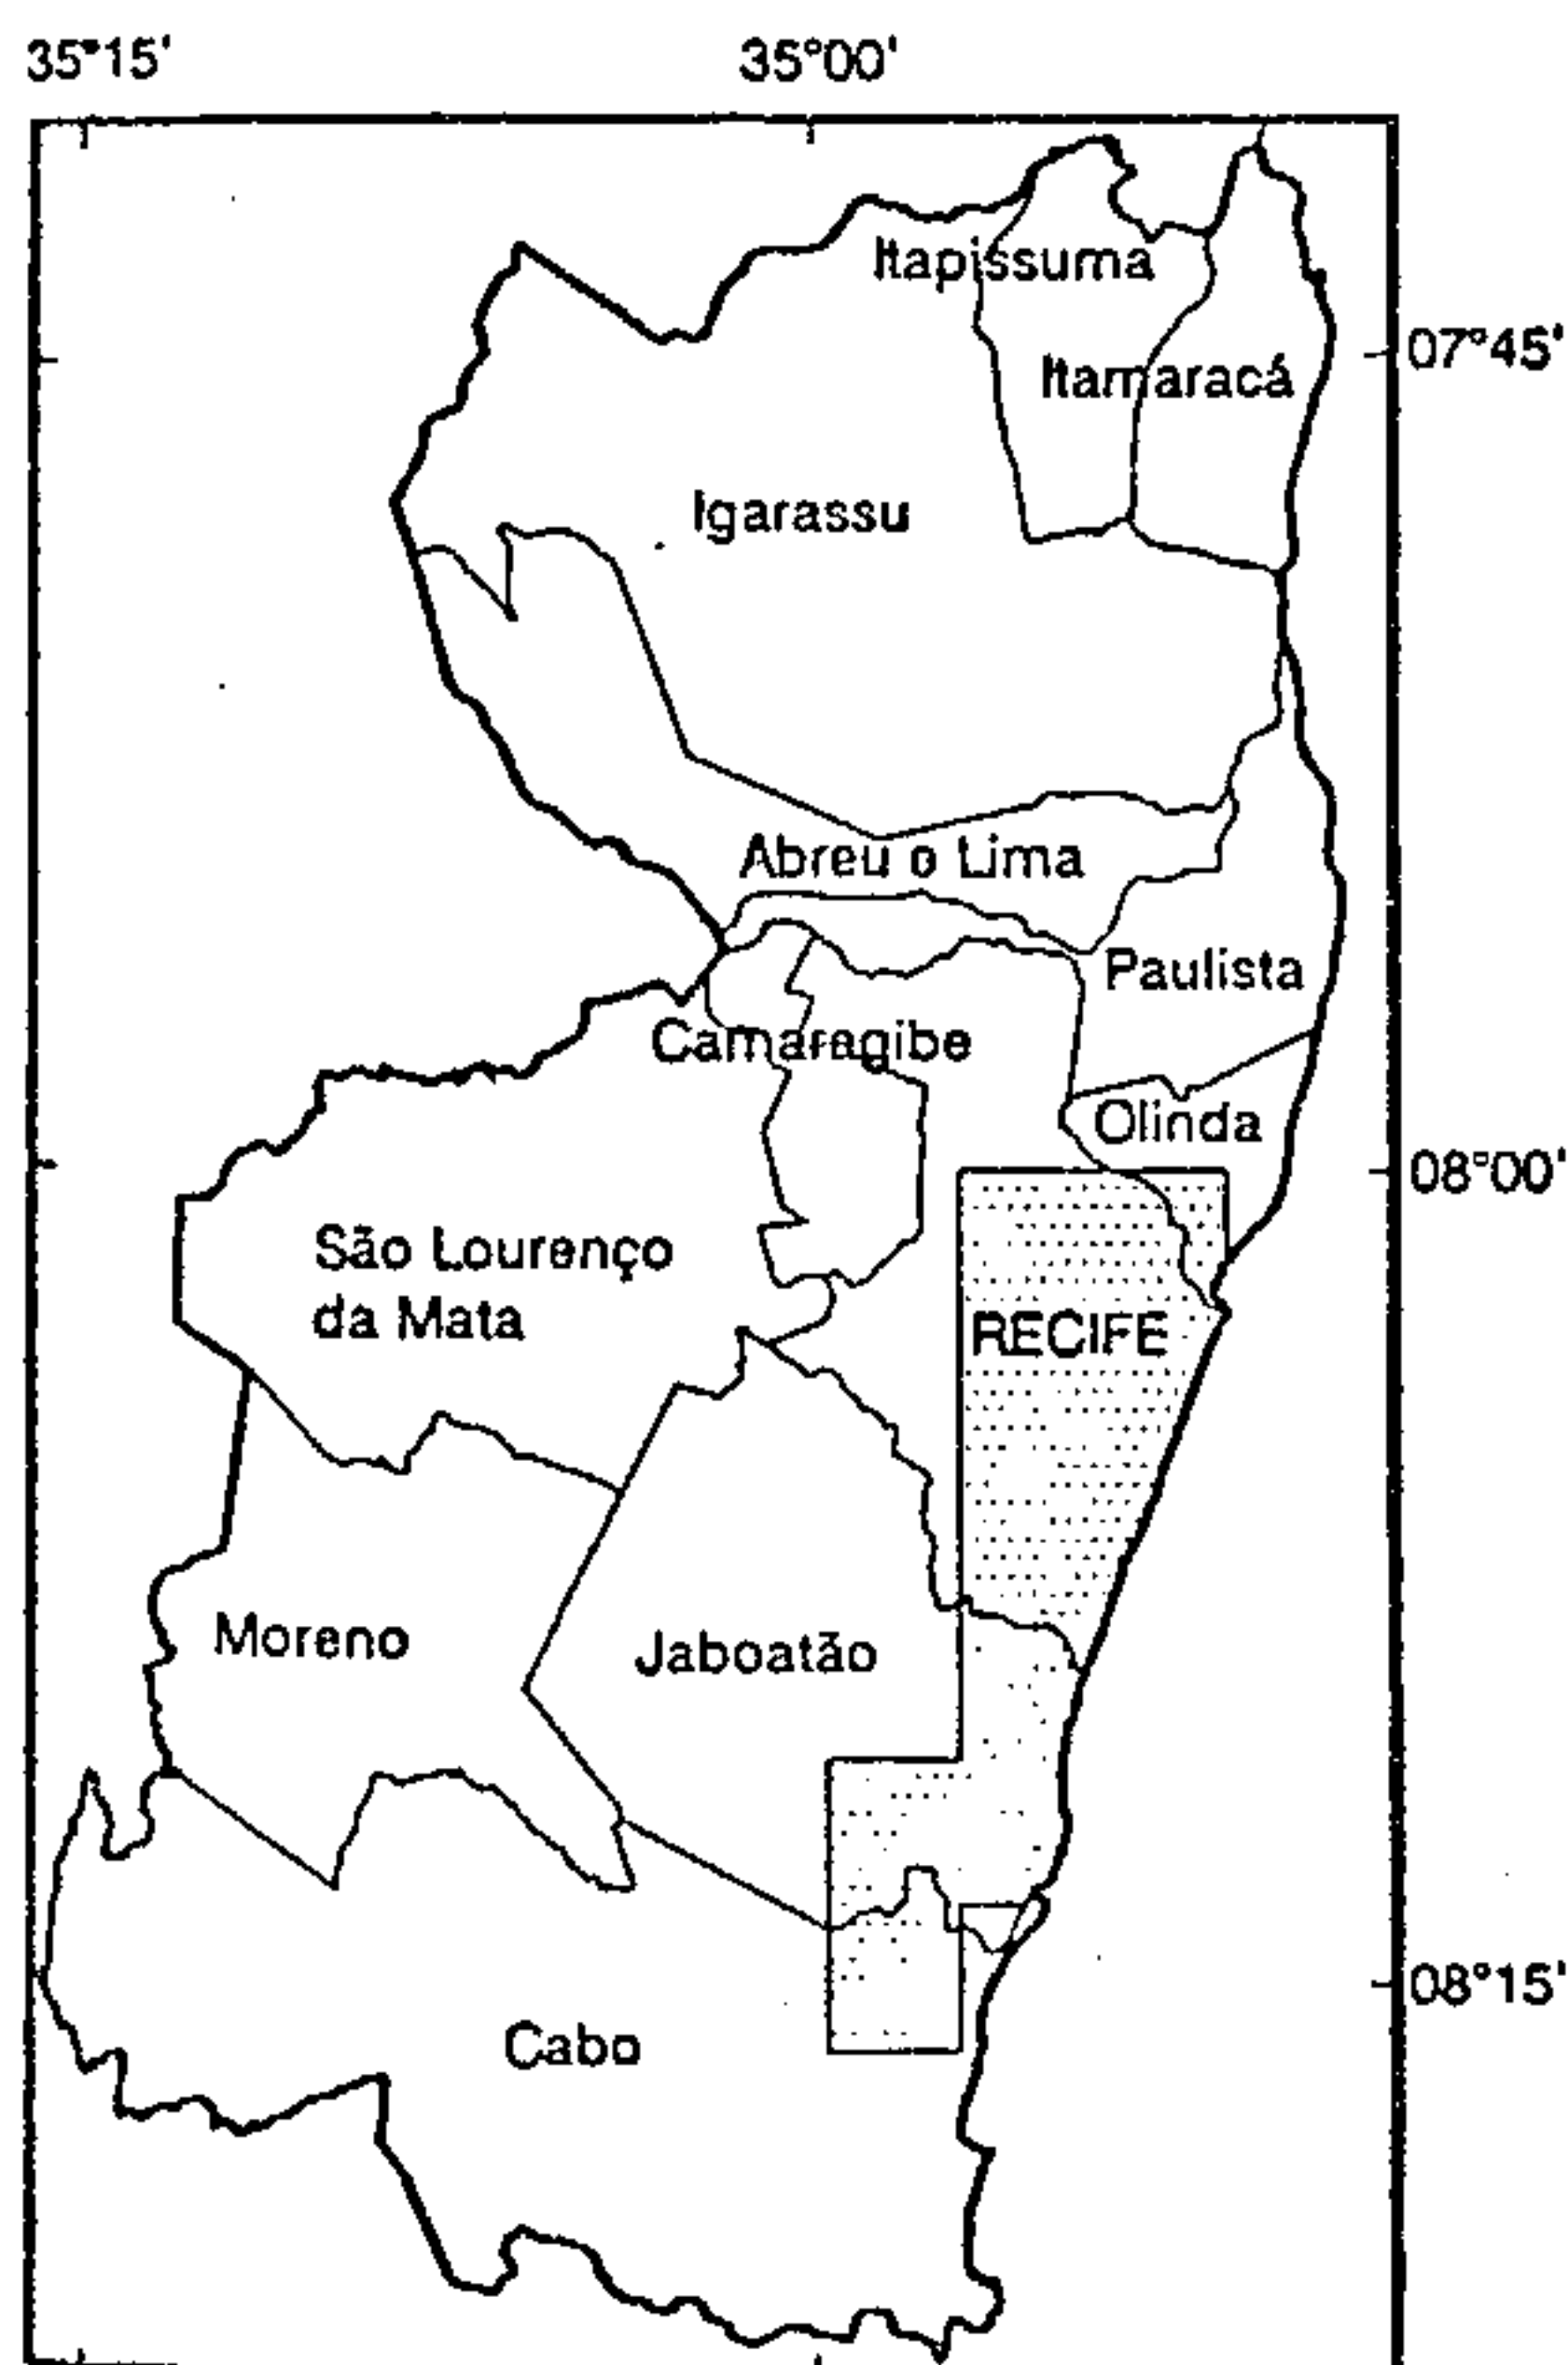 35°15'
35°00'
Itapissuma
07°45'
Itamaracá
Igarassu
Abreu o Lima
Paulista
Camaragibe
Olinda
08°00'
São Lourenço
da Mata
RECIFE
Moreno
Jaboatão
08°15'
Cabo